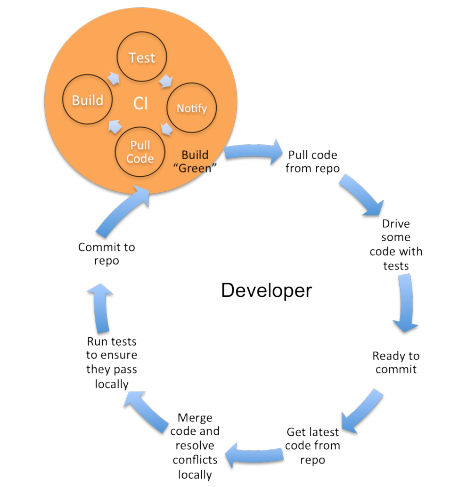 Test
Build
CI
Notify
Pull
Code
Build
“Green”
Pull code
from repo
Drive
some
code with
tests
Ready to
commit
Get latest
code from
repo
Merge
code and
resolve
conflicts
locally
Run tests
to ensure
they pass
locally
Commit to
repo
Developer